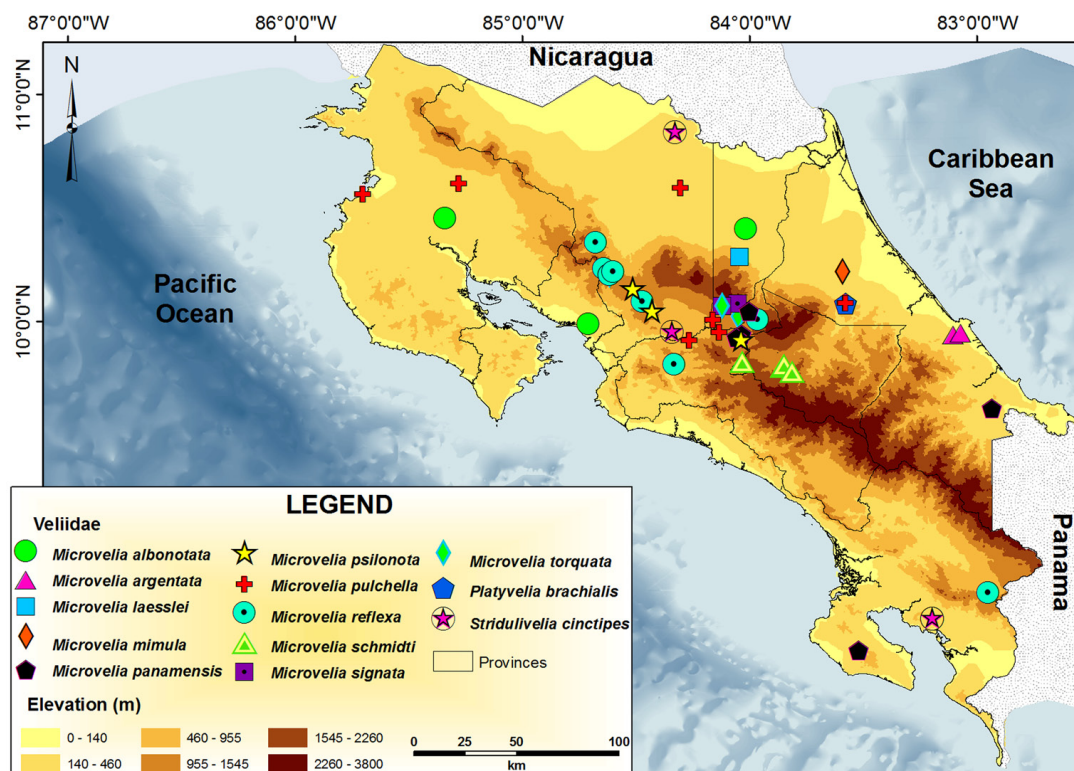 87°0'0"W 86°0'0"W 85°0'0"W 84°0'0"W 83°0'0"W
11°0'0"N
10°0'0"N
N
Nicaragua
Caribbean
Sea
Pacific
Ocean
Panama
LEGEND
Veliidae
Microvelia albonotata
Microvelia argentata
Microvelia laesslei
Microvelia mimula
Microvelia panamensis
Microvelia psilonota
Microvelia pulchella
Microvelia reflexa
Microvelia schmidti
Microvelia signata
Microvelia torquata
Platyvelia brachialis
Stridulivelia cinctipes
Provinces
Elevation (m)
0 - 140
140 - 460
460 - 955
955 - 1545
1545 - 2260
2260 - 3800
0 25 50 100
km